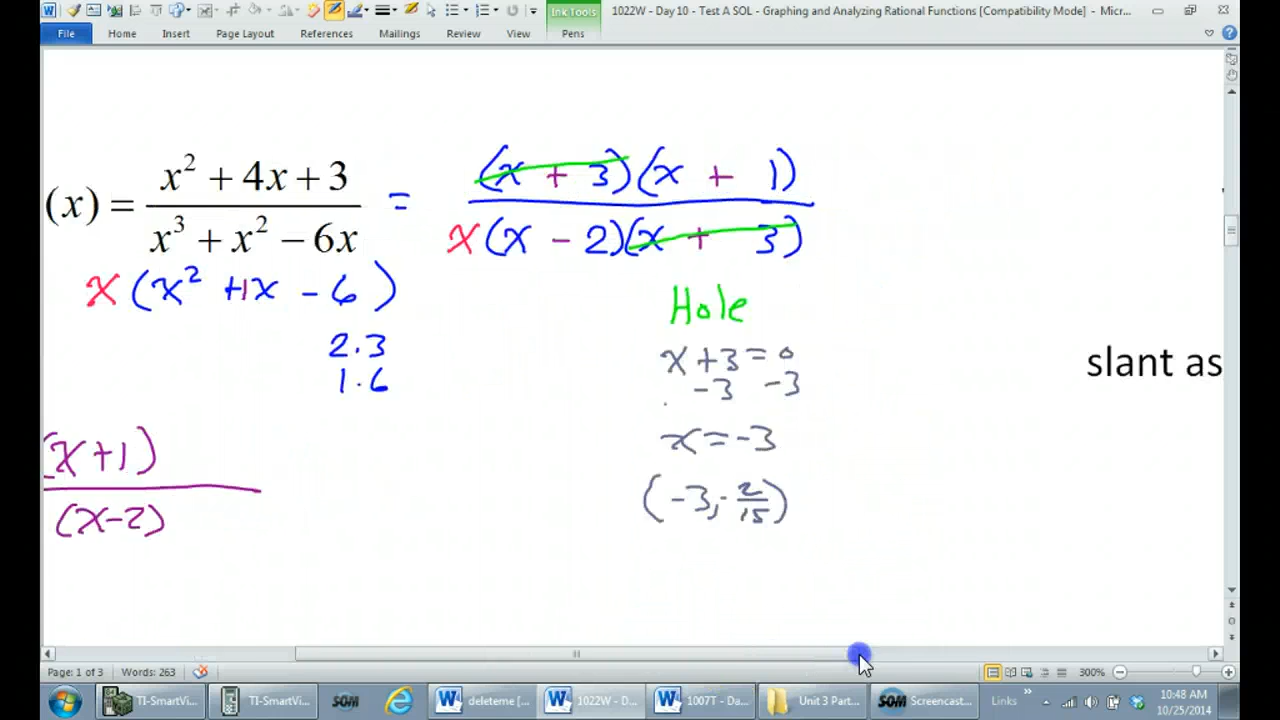 1022W - Day 10 - Test A SOL - Graphing and Analyzing Rational Functions [Compatibility Mode] - Micr...
Ink Tools
File Home Insert Page Layout References Mailings Review View Pens
(x) = (x² + 4x + 3)/(x³ + x² − 6x) = ((x + 3)(x + 1))/(x(x − 2)(x + 3))
x(x² + 1x − 6)
2·3
1·6
Hole
x + 3 = 0
-3 -3
x = -3
(-3, -2/15)
slant as
(x+1)
(x-2)
Page: 1 of 3 Words: 263 300%
TI-SmartVi... TI-SmartVi... SOM deleteme [... 1022W - D... 1007T - Da... Unit 3 Part... SOM Screencast... Links » 10:48 AM
10/25/2014